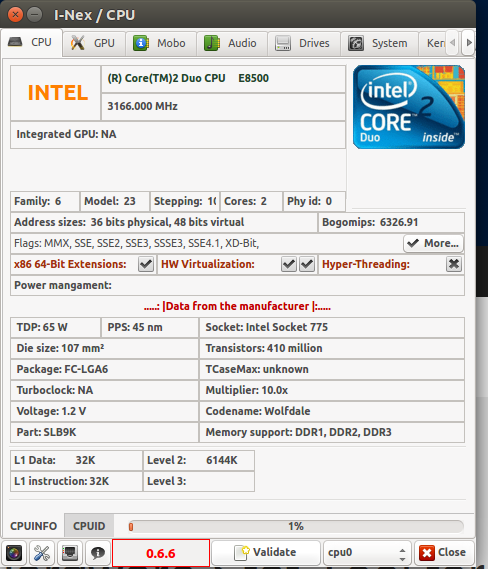 I-Nex / CPU
CPU GPU Mobo Audio Drives System Ker
INTEL
(R) Core(TM)2 Duo CPU E8500
3166.000 MHz
Integrated GPU: NA
intel
CORE 2
Duo inside™
Family: 6 Model: 23 Stepping: 10 Cores: 2 Phy id: 0
Address sizes: 36 bits physical, 48 bits virtual Bogomips: 6326.91
Flags: MMX, SSE, SSE2, SSE3, SSSE3, SSE4.1, XD-Bit, More...
x86 64-Bit Extensions: HW Virtualization: Hyper-Threading:
Power mangament:
.....: |Data from the manufacturer |:.....
TDP: 65 W PPS: 45 nm Socket: Intel Socket 775
Die size: 107 mm² Transistors: 410 million
Package: FC-LGA6 TCaseMax: unknown
Turboclock: NA Multiplier: 10.0x
Voltage: 1.2 V Codename: Wolfdale
Part: SLB9K Memory support: DDR1, DDR2, DDR3
L1 Data: 32K Level 2: 6144K
L1 instruction: 32K Level 3:
CPUINFO CPUID 1%
0.6.6 Validate cpu0 Close